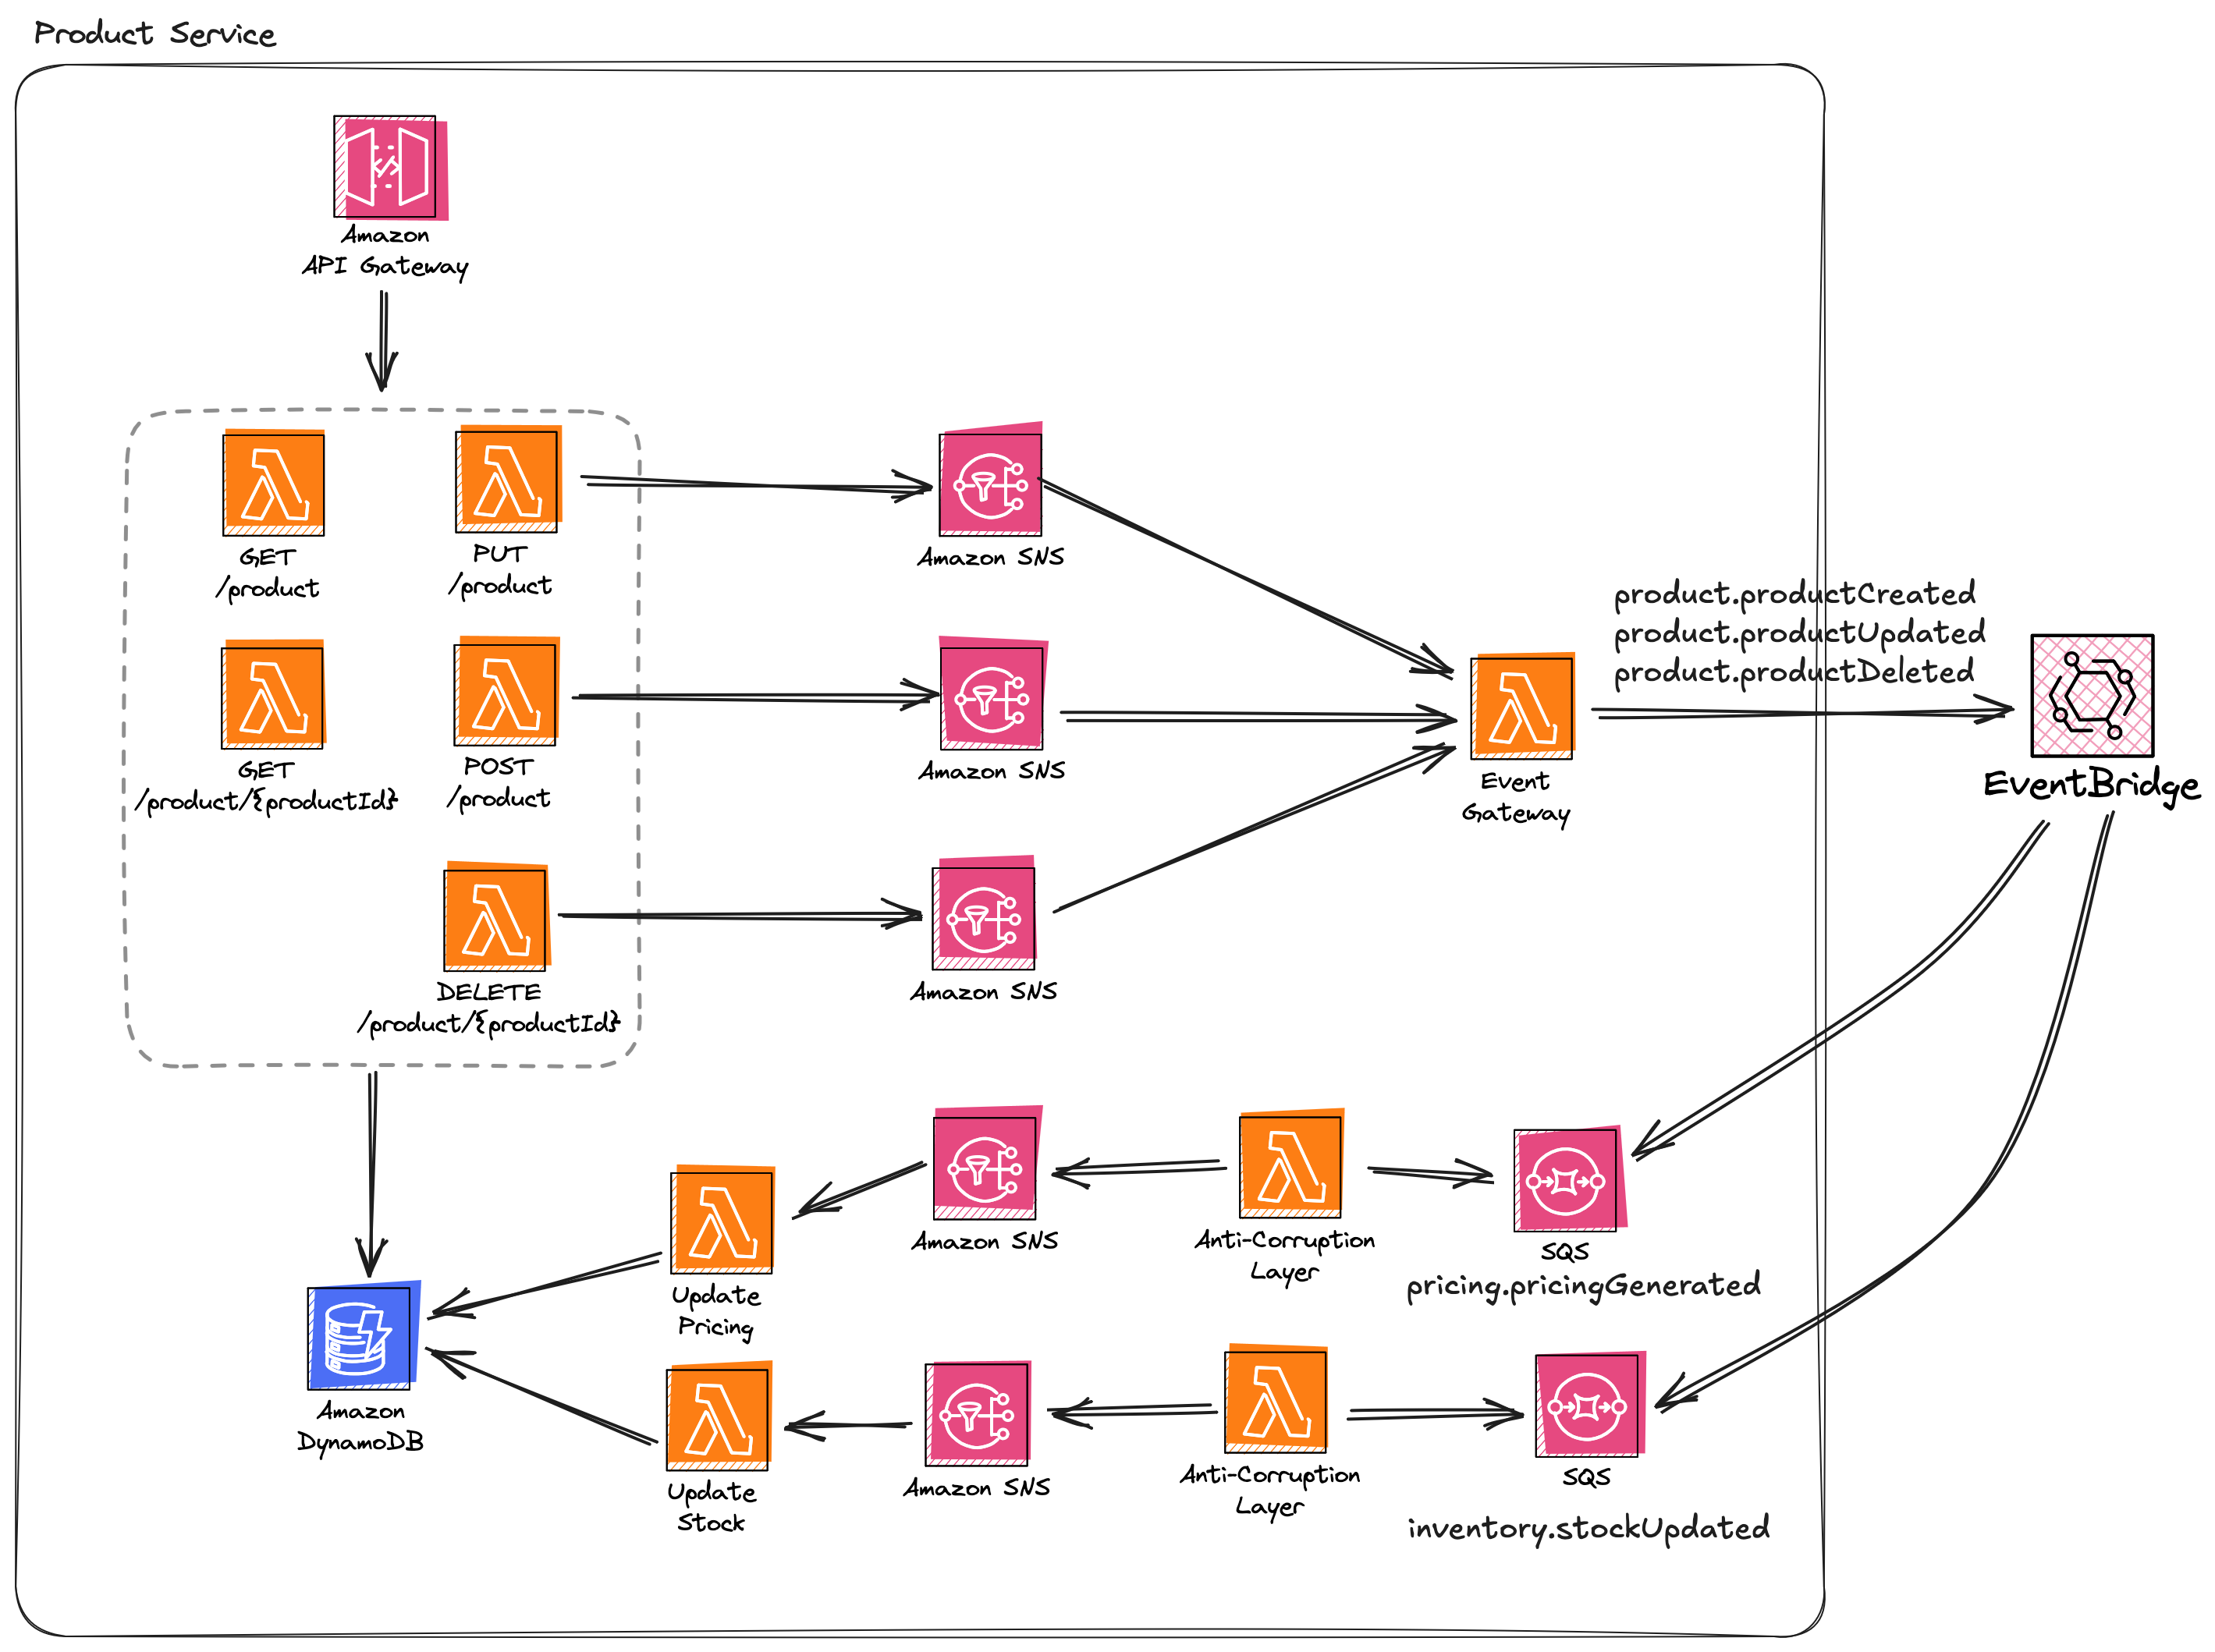 Product Service
Amazon
API Gateway
GET
/product
PUT
/product
Amazon SNS
GET
/product/{productId}
POST
/product
Amazon SNS
DELETE
/product/{productId}
Amazon SNS
Event
Gateway
product.productCreated
product.productUpdated
product.productDeleted
EventBridge
Amazon
DynamoDB
Update
Pricing
Amazon SNS
Anti-Corruption
Layer
SQS
pricing.pricingGenerated
Update
Stock
Amazon SNS
Anti-Corruption
Layer
SQS
inventory.stockUpdated